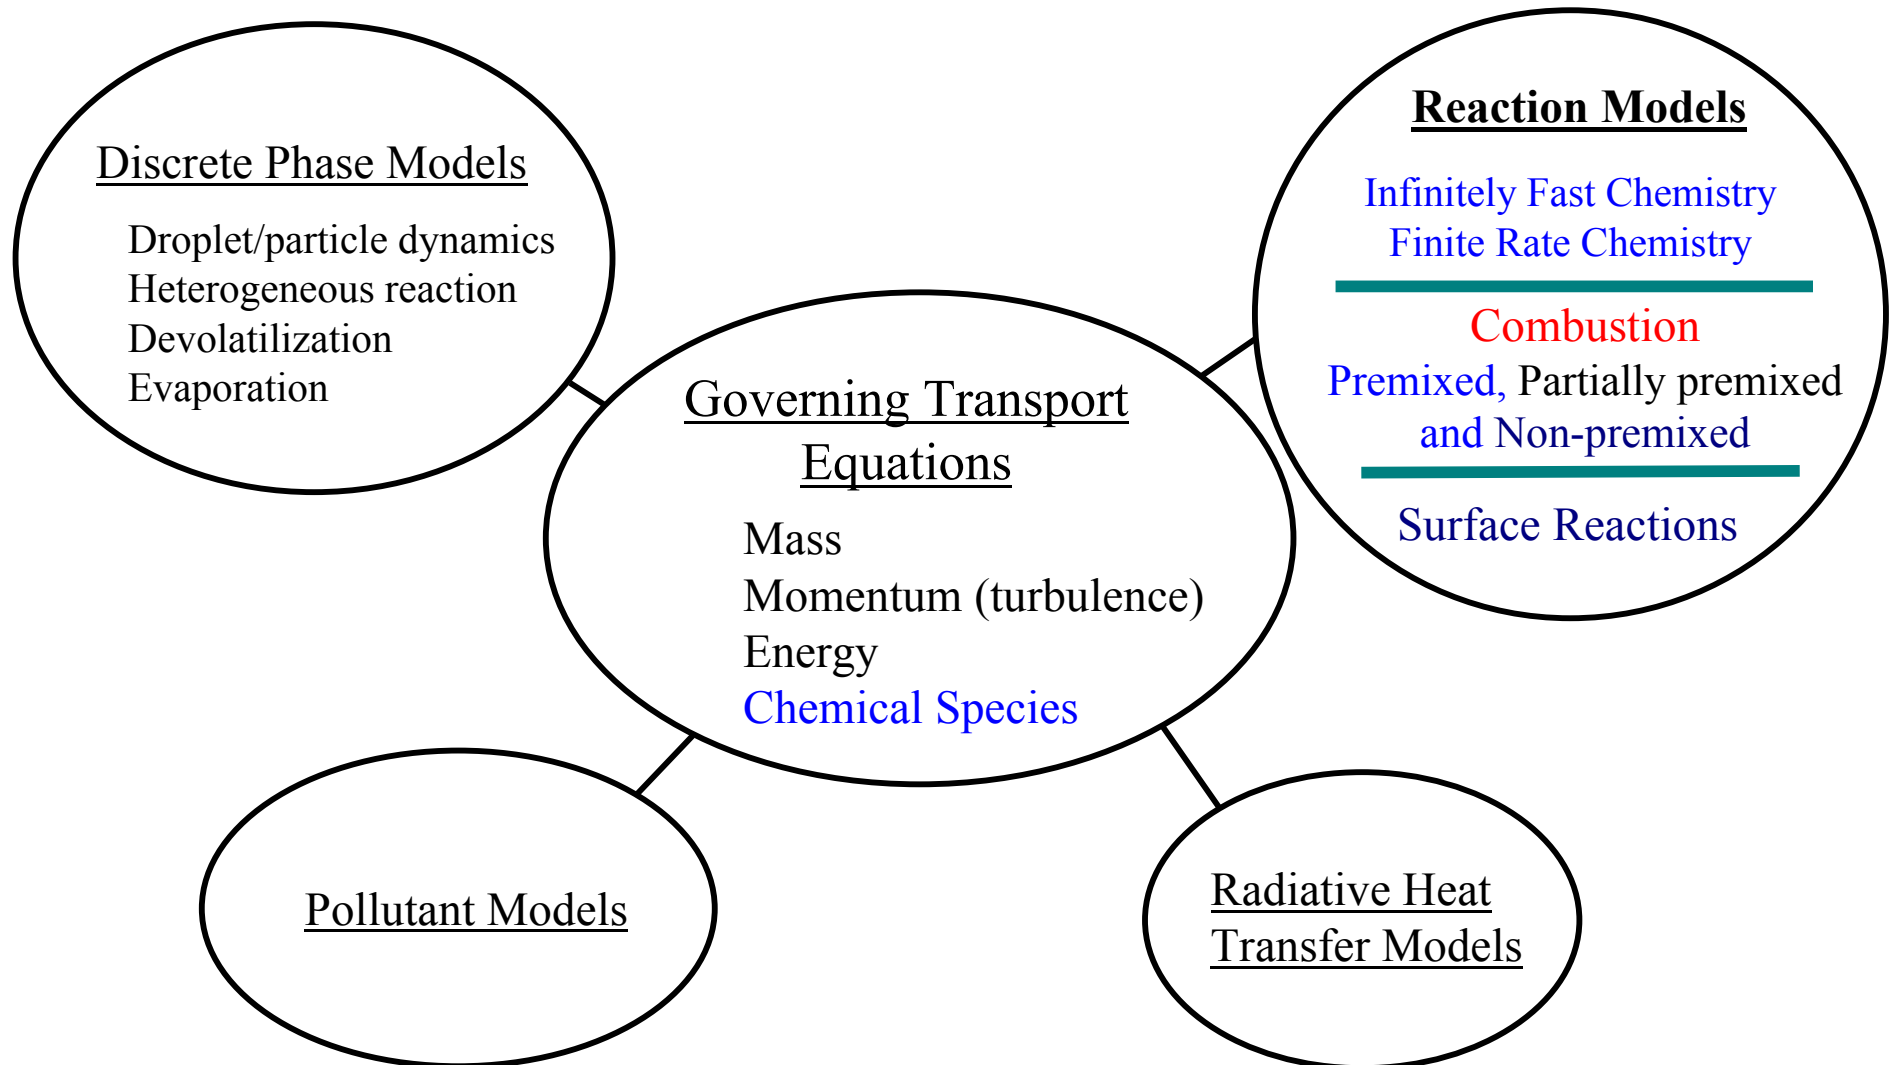 Discrete Phase Models
Droplet/particle dynamics
Heterogeneous reaction
Devolatilization
Evaporation
Reaction Models
Infinitely Fast Chemistry
Finite Rate Chemistry
Combustion
Premixed, Partially premixed
and Non-premixed
Surface Reactions
Governing Transport
Equations
Mass
Momentum (turbulence)
Energy
Chemical Species
Pollutant Models
Radiative Heat
Transfer Models